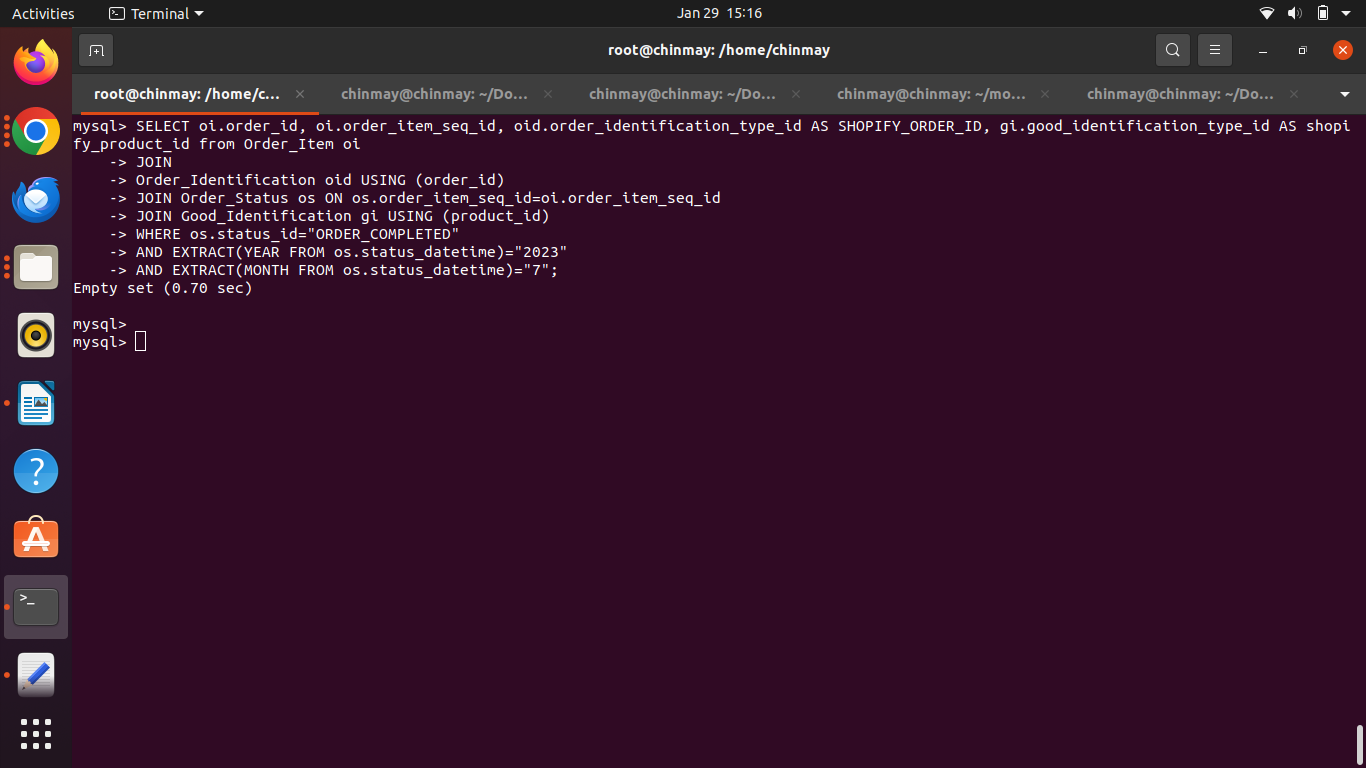 Activities
Terminal
Jan 29 15:16
root@chinmay: /home/chinmay
root@chinmay: /home/c...
chinmay@chinmay: ~/Do...
chinmay@chinmay: ~/Do...
chinmay@chinmay: ~/mo...
chinmay@chinmay: ~/Do...
mysql> SELECT oi.order_id, oi.order_item_seq_id, oid.order_identification_type_id AS SHOPIFY_ORDER_ID, gi.good_identification_type_id AS shopi
fy_product_id from Order_Item oi
    -> JOIN
    -> Order_Identification oid USING (order_id)
    -> JOIN Order_Status os ON os.order_item_seq_id=oi.order_item_seq_id
    -> JOIN Good_Identification gi USING (product_id)
    -> WHERE os.status_id="ORDER_COMPLETED"
    -> AND EXTRACT(YEAR FROM os.status_datetime)="2023"
    -> AND EXTRACT(MONTH FROM os.status_datetime)="7";
Empty set (0.70 sec)
mysql>
mysql>